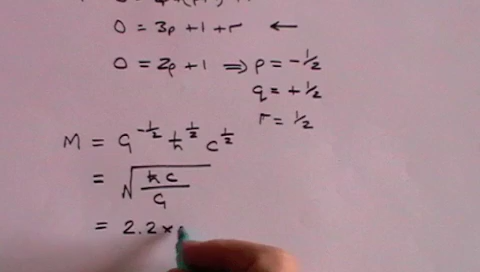 0 = 3p + 1 + r ←
0 = 2p + 1 ⟹ p = -1/2
q = +1/2
r = 1/2
M = G^(-1/2) ħ^(1/2) c^(1/2)
= √(ħc/G)
= 2.2 ×